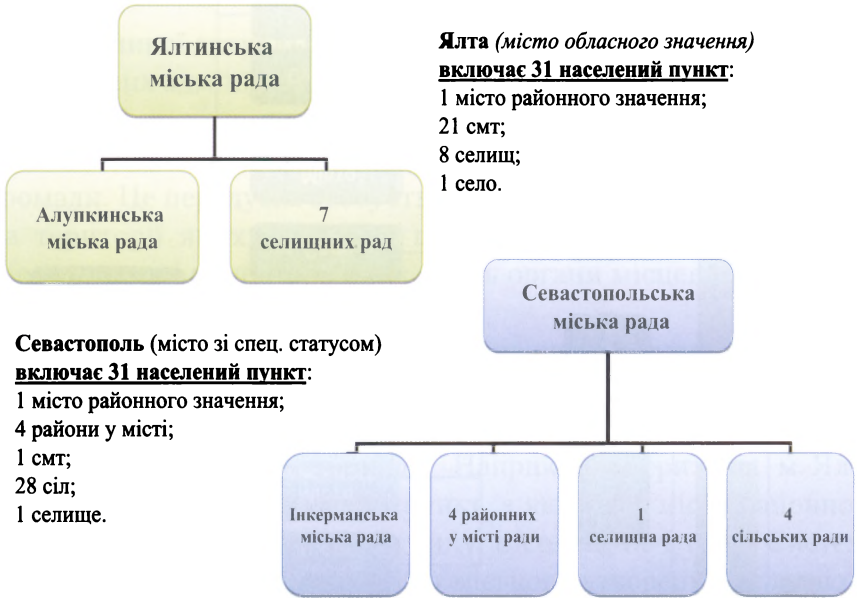 Ялтинська
міська рада
Алупкинська
міська рада
7
селищних рад
Ялта (місто обласного значення)
включає 31 населений пункт:
1 місто районного значення;
21 смт;
8 селищ;
1 село.
Севастополь (місто зі спец. статусом)
включає 31 населений пункт:
1 місто районного значення;
4 райони у місті;
1 смт;
28 сіл;
1 селище.
Севастопольська
міська рада
Інкерманська
міська рада
4 районних
у місті ради
1
селищна рада
4
сільських ради